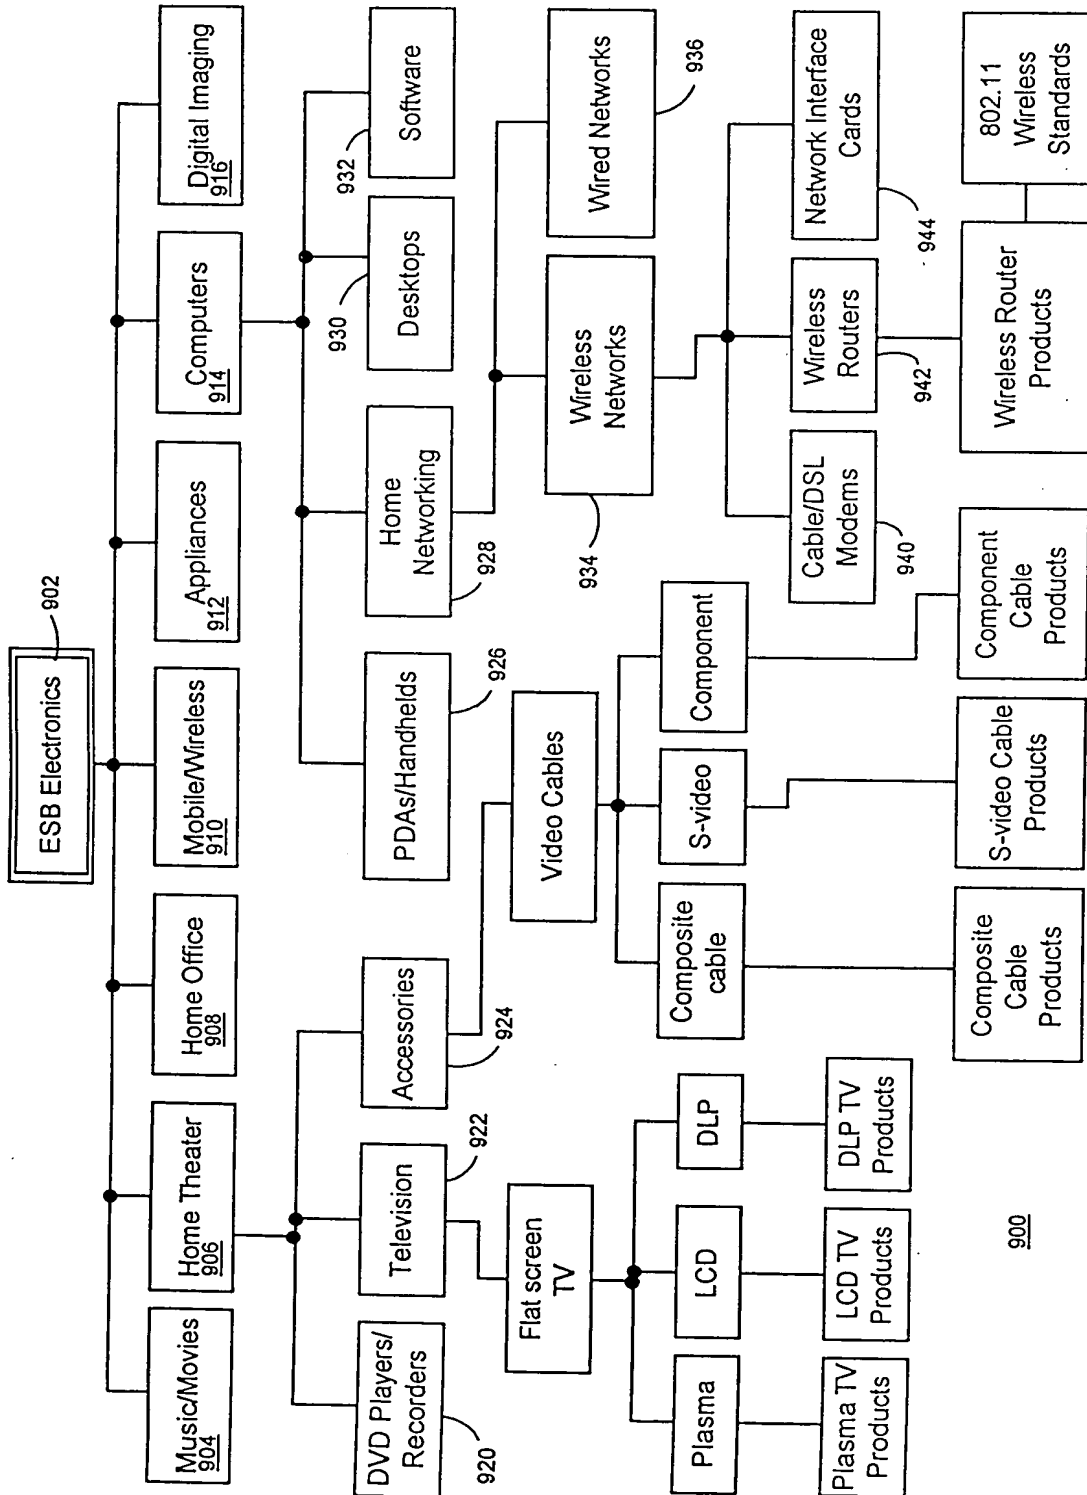 ESB Electronics
902
Music/Movies
904
Home Theater
906
Home Office
908
Mobile/Wireless
910
Appliances
912
Computers
914
Digital Imaging
916
DVD Players/
Recorders
920
Television
922
Accessories
924
PDAs/Handhelds
926
Home
Networking
928
Desktops
930
Software
932
Flat screen
TV
Video Cables
Wireless
Networks
934
Wired Networks
936
Plasma
LCD
DLP
Composite
cable
S-video
Component
Cable/DSL
Modems
940
Wireless
Routers
942
Network Interface
Cards
944
Plasma TV
Products
LCD TV
Products
DLP TV
Products
Composite
Cable
Products
S-video Cable
Products
Component
Cable
Products
Wireless Router
Products
802.11
Wireless
Standards
900